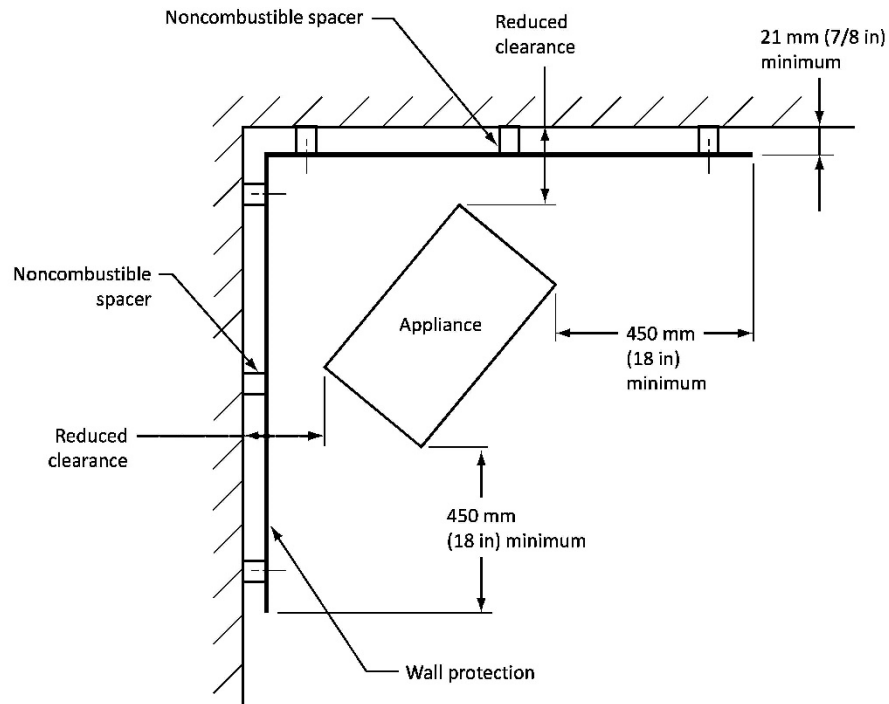 Noncombustible spacer
Reduced
clearance
21 mm (7/8 in)
minimum
Noncombustible
spacer
Appliance
450 mm
(18 in)
minimum
Reduced
clearance
450 mm
(18 in) minimum
Wall protection